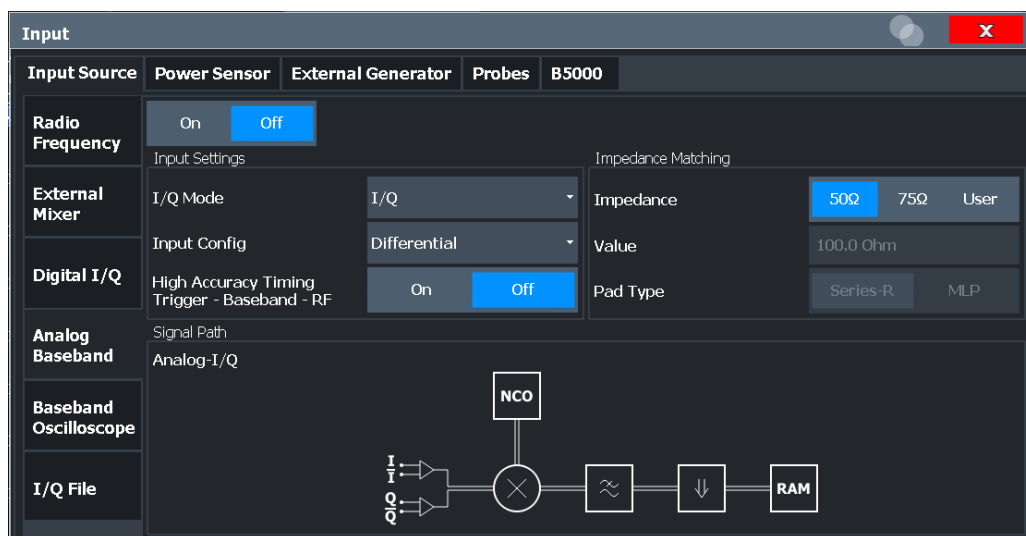 Input
X
Input Source Power Sensor External Generator Probes B5000
Radio
Frequency
On Off
Input Settings
Impedance Matching
External
Mixer
I/Q Mode I/Q
Impedance 50Ω 75Ω User
Input Config Differential
Value 100.0 Ohm
Digital I/Q
High Accuracy Timing
Trigger - Baseband - RF
On Off
Pad Type Series-R MLP
Analog
Baseband
Signal Path
Analog-I/Q
NCO
Baseband
Oscilloscope
I/Q File
I
I
Q
Q
RAM